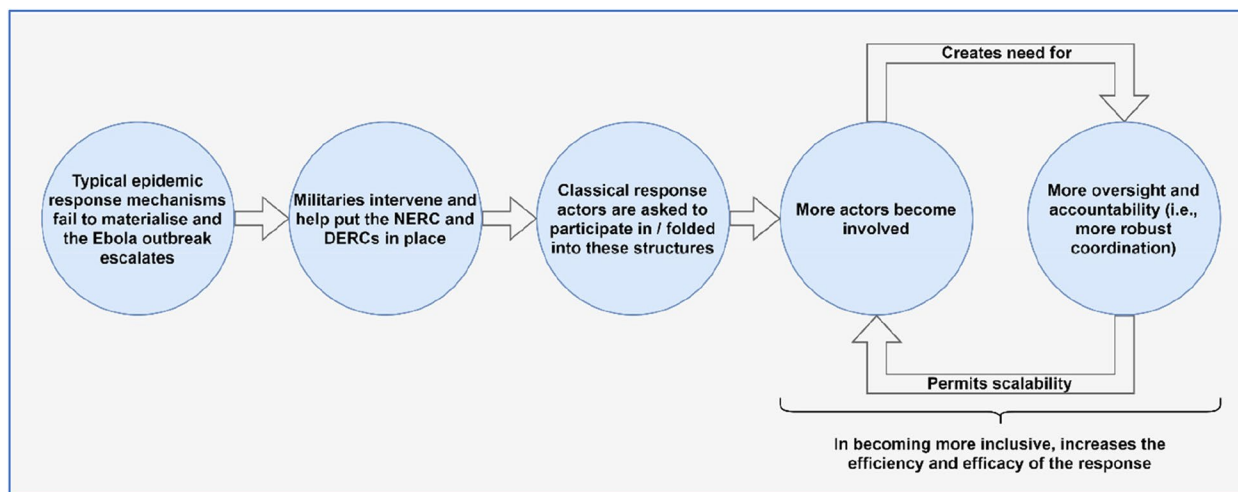 Typical epidemic
response mechanisms
fail to materialise and
the Ebola outbreak
escalates
Militaries intervene and
help put the NERC and
DERCs in place
Classical response
actors are asked to
participate in / folded
into these structures
More actors become
involved
Creates need for
More oversight and
accountability (i.e.,
more robust
coordination)
Permits scalability
In becoming more inclusive, increases the
efficiency and efficacy of the response